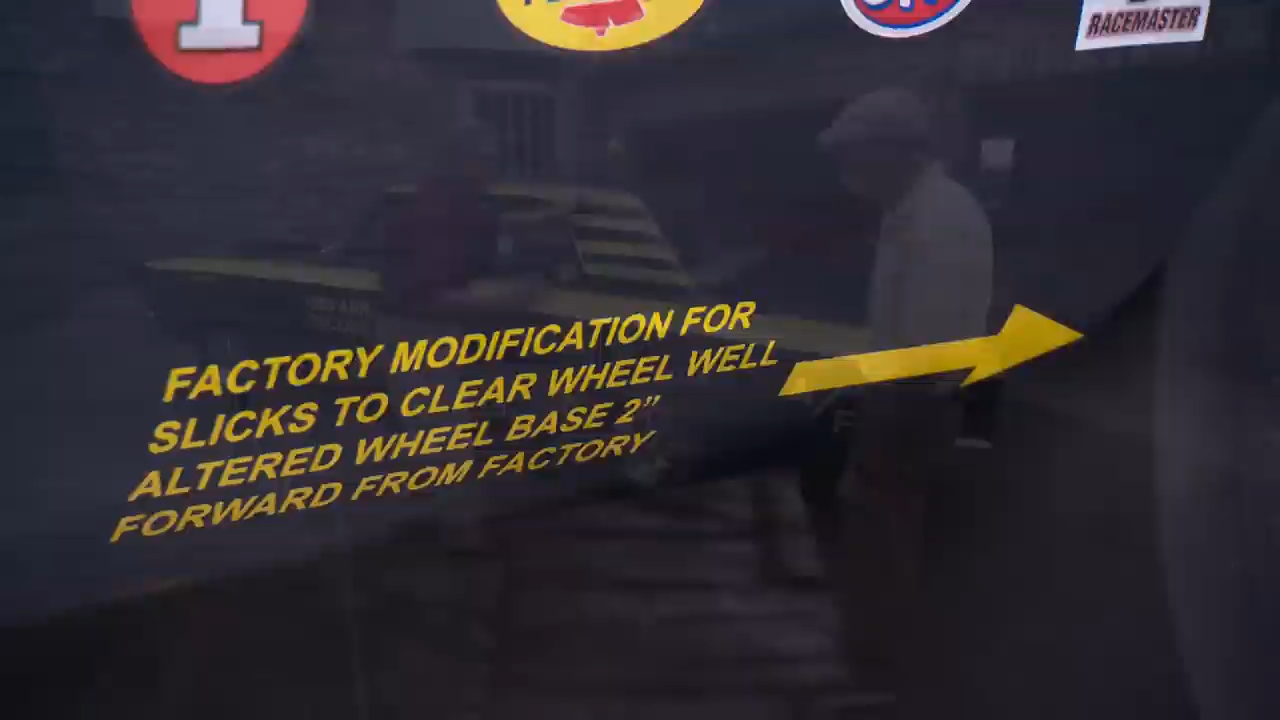 RACEMASTER
FACTORY MODIFICATION FOR
SLICKS TO CLEAR WHEEL WELL
ALTERED WHEEL BASE 2”
FORWARD FROM FACTORY